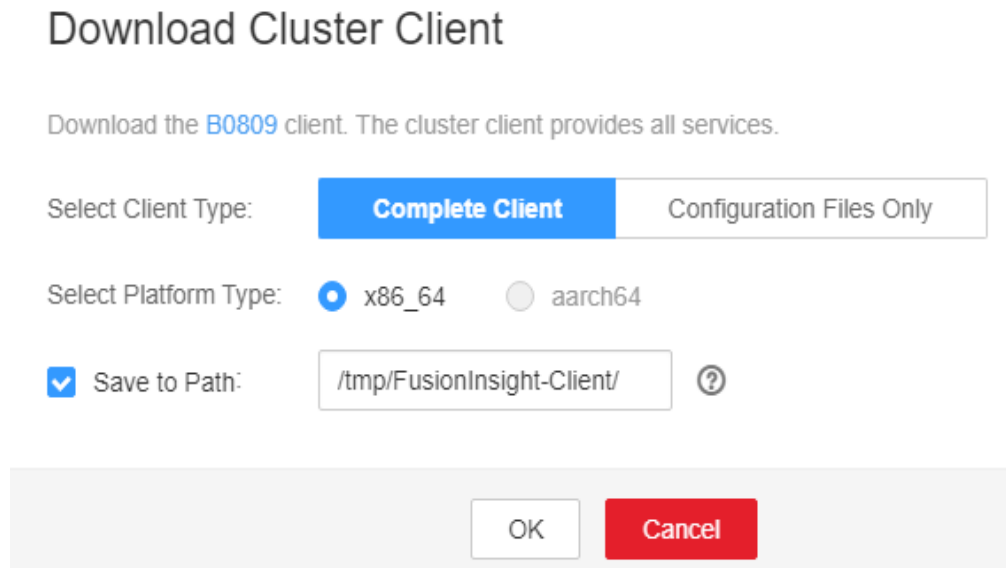 Download Cluster Client
Download the B0809 client. The cluster client provides all services.
Select Client Type: Complete Client Configuration Files Only
Select Platform Type: x86_64 aarch64
Save to Path: /tmp/FusionInsight-Client/ ?
OK Cancel